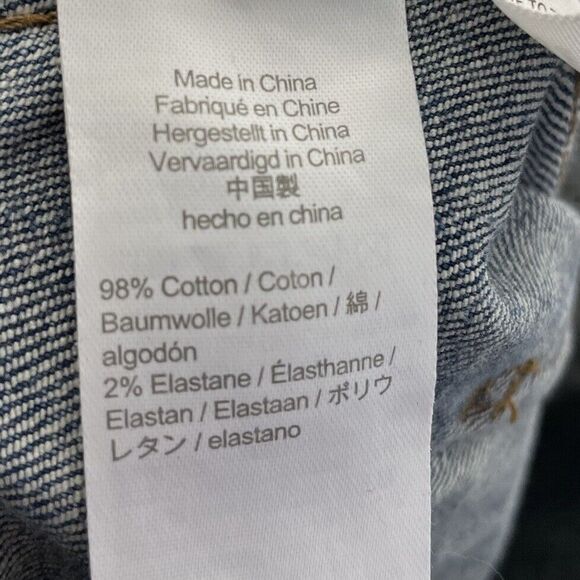 Made in China
Fabriqué en Chine
Hergestellt in China
Vervaardigd in China
中国製
hecho en china
98% Cotton / Coton /
Baumwolle / Katoen / 綿 /
algodón
2% Elastane / Élasthanne /
Elastan / Elastaan / ポリウ
レタン / elastano